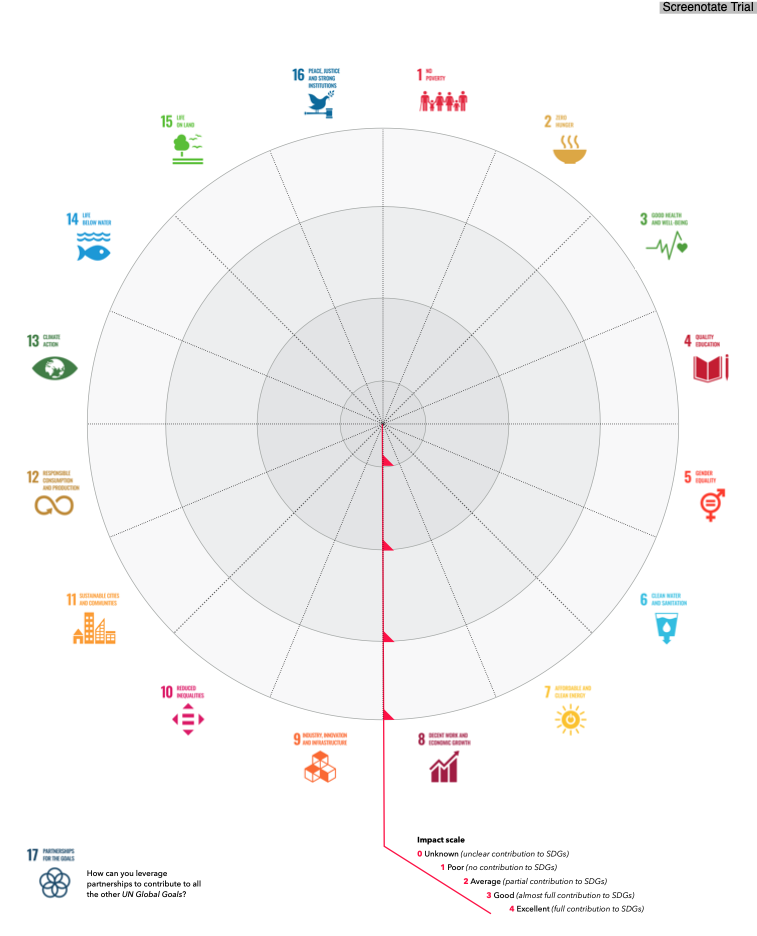 Screenotate Trial
16 PEACE, JUSTICE
AND STRONG
INSTITUTIONS
1 NO
POVERTY
15 LIFE
ON LAND
2 ZERO
HUNGER
14 LIFE
BELOW WATER
3 GOOD HEALTH
AND WELL-BEING
13 CLIMATE
ACTION
4 QUALITY
EDUCATION
12 RESPONSIBLE
CONSUMPTION
AND PRODUCTION
5 GENDER
EQUALITY
11 SUSTAINABLE CITIES
AND COMMUNITIES
6 CLEAN WATER
AND SANITATION
10 REDUCED
INEQUALITIES
7 AFFORDABLE AND
CLEAN ENERGY
9 INDUSTRY, INNOVATION
AND INFRASTRUCTURE
8 DECENT WORK AND
ECONOMIC GROWTH
17 PARTNERSHIPS
FOR THE GOALS
How can you leverage
partnerships to contribute to all
the other UN Global Goals?
Impact scale
0 Unknown (unclear contribution to SDGs)
1 Poor (no contribution to SDGs)
2 Average (partial contribution to SDGs)
3 Good (almost full contribution to SDGs)
4 Excellent (full contribution to SDGs)